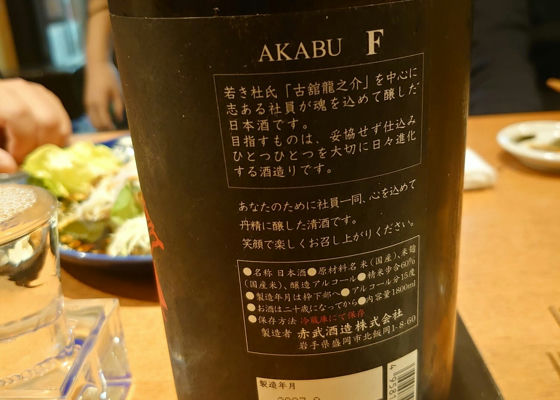 AKABU F
若き杜氏「古舘龍之介」を中心に
志ある社員が魂を込めて醸した
日本酒です。
目指すものは、妥協せず仕込み
ひとつひとつを大切に日々進化
する酒造りです。
あなたのために社員一同、心を込めて
丹精に醸した清酒です。
笑顔で楽しくお召し上がりください。
●名称 日本酒●原材料名 米(国産)、米麹
(国産米)、醸造アルコール●精米歩合60%
●製造年月は枠下部へ●アルコール分15度
●お酒は二十歳になってから●内容量1800ml
●保存方法 冷蔵庫にて保存
製造者 赤武酒造株式会社
岩手県盛岡市北飯岡1-8-60
製造年月